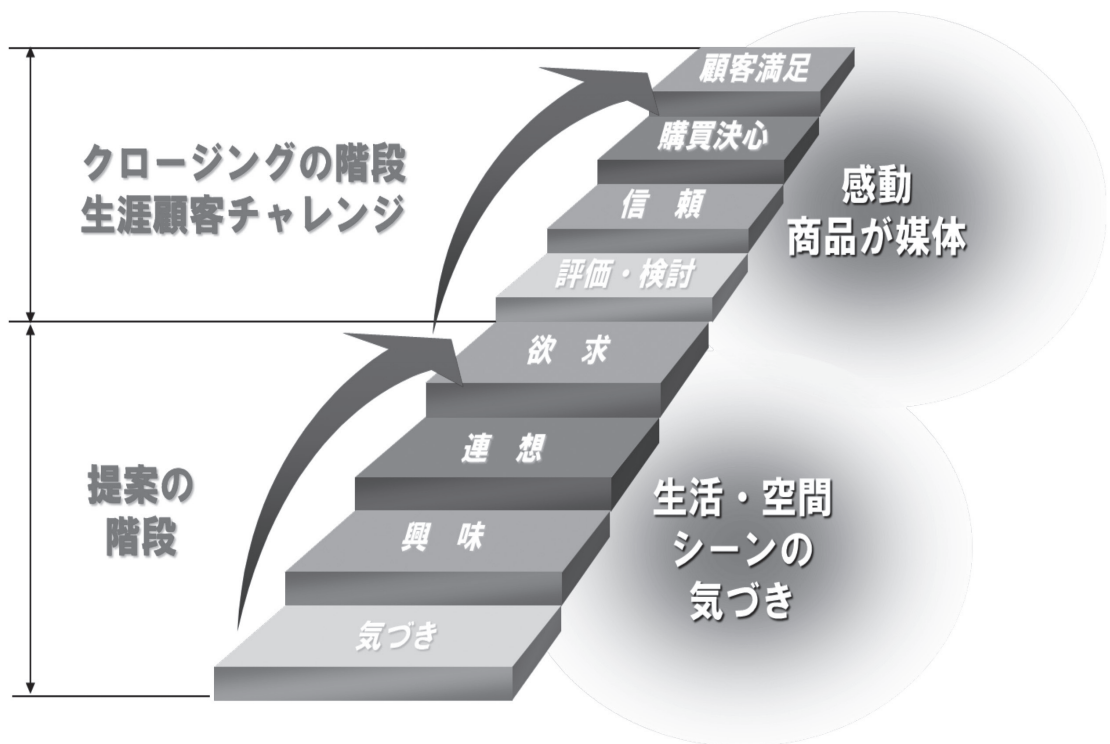 顧客満足
購買決心
信 頼
評価・検討
欲 求
連 想
興 味
気づき
クロージングの階段
生涯顧客チャレンジ
提案の
階段
感動
商品が媒体
生活・空間
シーンの
気づき